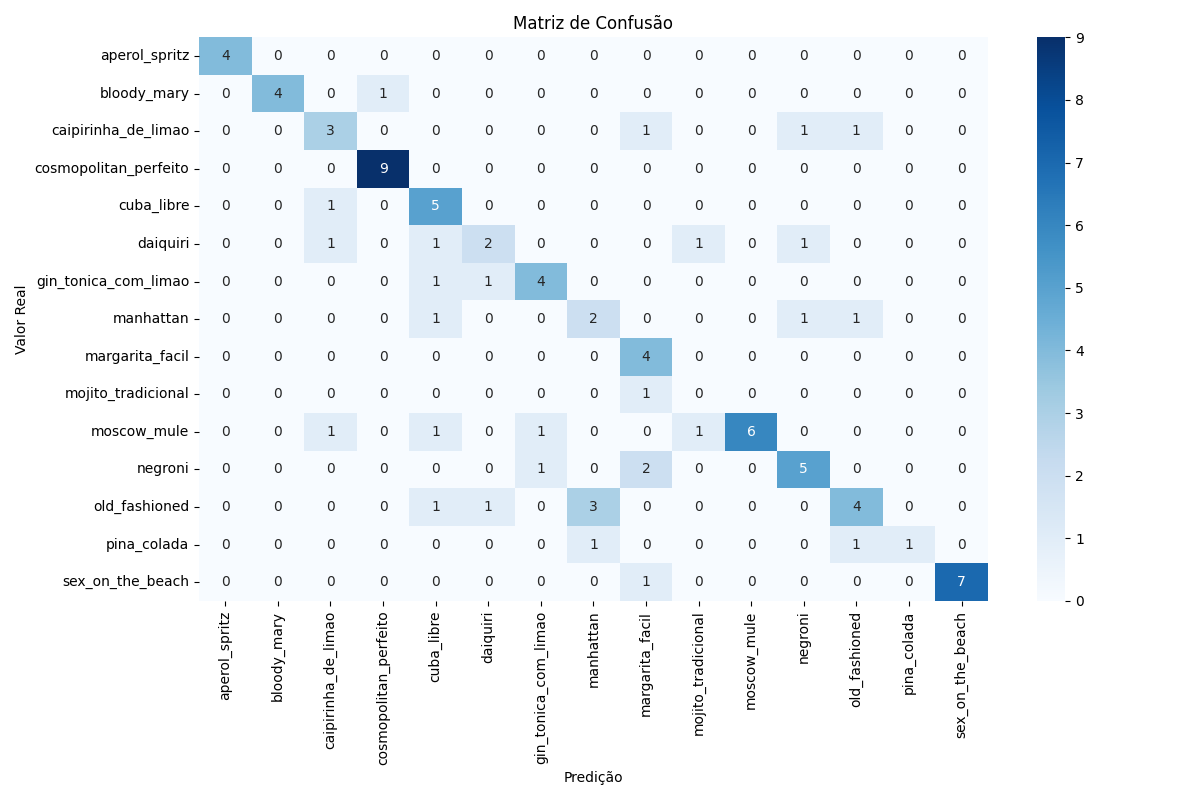 Matriz de Confusão
aperol_spritz 4 0 0 0 0 0 0 0 0 0 0 0 0 0 0
bloody_mary 0 4 0 1 0 0 0 0 0 0 0 0 0 0 0
caipirinha_de_limao 0 0 3 0 0 0 0 0 1 0 0 1 1 0 0
cosmopolitan_perfeito 0 0 0 9 0 0 0 0 0 0 0 0 0 0 0
cuba_libre 0 0 1 0 5 0 0 0 0 0 0 0 0 0 0
daiquiri 0 0 1 0 1 2 0 0 0 1 0 1 0 0 0
gin_tonica_com_limao 0 0 0 0 1 1 4 0 0 0 0 0 0 0 0
manhattan 0 0 0 0 1 0 0 2 0 0 0 1 1 0 0
margarita_facil 0 0 0 0 0 0 0 0 4 0 0 0 0 0 0
mojito_tradicional 0 0 0 0 0 0 0 0 1 0 0 0 0 0 0
moscow_mule 0 0 1 0 1 0 1 0 0 1 6 0 0 0 0
negroni 0 0 0 0 0 0 1 0 2 0 0 5 0 0 0
old_fashioned 0 0 0 0 1 1 0 3 0 0 0 0 4 0 0
pina_colada 0 0 0 0 0 0 0 1 0 0 0 0 1 1 0
sex_on_the_beach 0 0 0 0 0 0 0 0 1 0 0 0 0 0 7
Valor Real
aperol_spritz
bloody_mary
caipirinha_de_limao
cosmopolitan_perfeito
cuba_libre
daiquiri
gin_tonica_com_limao
manhattan
margarita_facil
mojito_tradicional
moscow_mule
negroni
old_fashioned
pina_colada
sex_on_the_beach
Predição
9
8
7
6
5
4
3
2
1
0